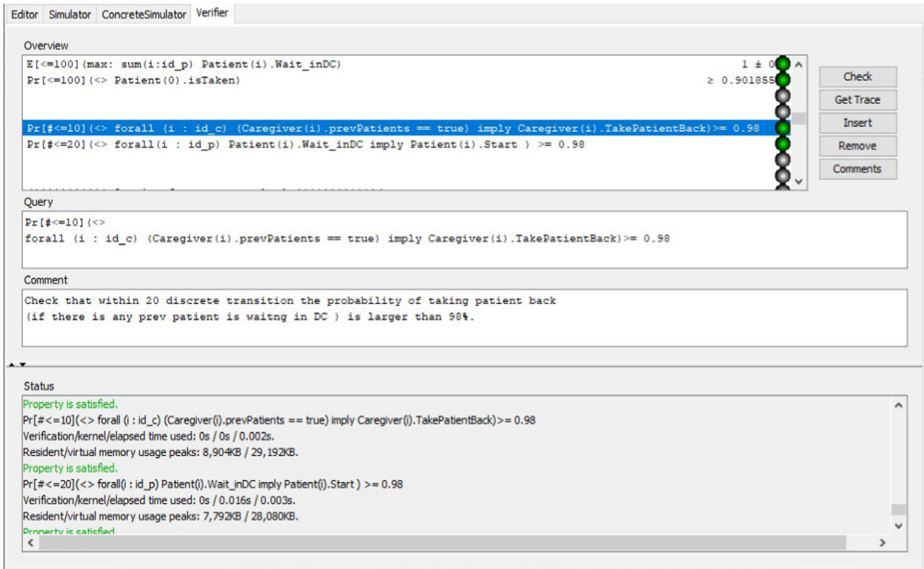 Editor Simulator ConcreteSimulator Verifier
Overview
E[<=100](max: sum(i:id_p) Patient(i).Wait_inDC) 1 ± 0
Pr[<=100](<> Patient(0).isTaken) ≥ 0.901855
Pr[#<=10](<> forall (i : id_c) (Caregiver(i).prevPatients == true) imply Caregiver(i).TakePatientBack)>= 0.98
Pr[#<=20](<> forall(i : id_p) Patient(i).Wait_inDC imply Patient(i).Start ) >= 0.98
Check
Get Trace
Insert
Remove
Comments
Query
Pr[#<=10](<>
forall (i : id_c) (Caregiver(i).prevPatients == true) imply Caregiver(i).TakePatientBack)>= 0.98
Comment
Check that within 20 discrete transition the probability of taking patient back
(if there is any prev patient is waitng in DC ) is larger than 98%.
Status
Property is satisfied.
Pr[#<=10](<> forall (i : id_c) (Caregiver(i).prevPatients == true) imply Caregiver(i).TakePatientBack)>= 0.98
Verification/kernel/elapsed time used: 0s / 0s / 0.002s.
Resident/virtual memory usage peaks: 8,904KB / 29,192KB.
Property is satisfied.
Pr[#<=20](<> forall(i : id_p) Patient(i).Wait_inDC imply Patient(i).Start ) >= 0.98
Verification/kernel/elapsed time used: 0s / 0.016s / 0.003s.
Resident/virtual memory usage peaks: 7,792KB / 28,080KB.
Property is satisfied